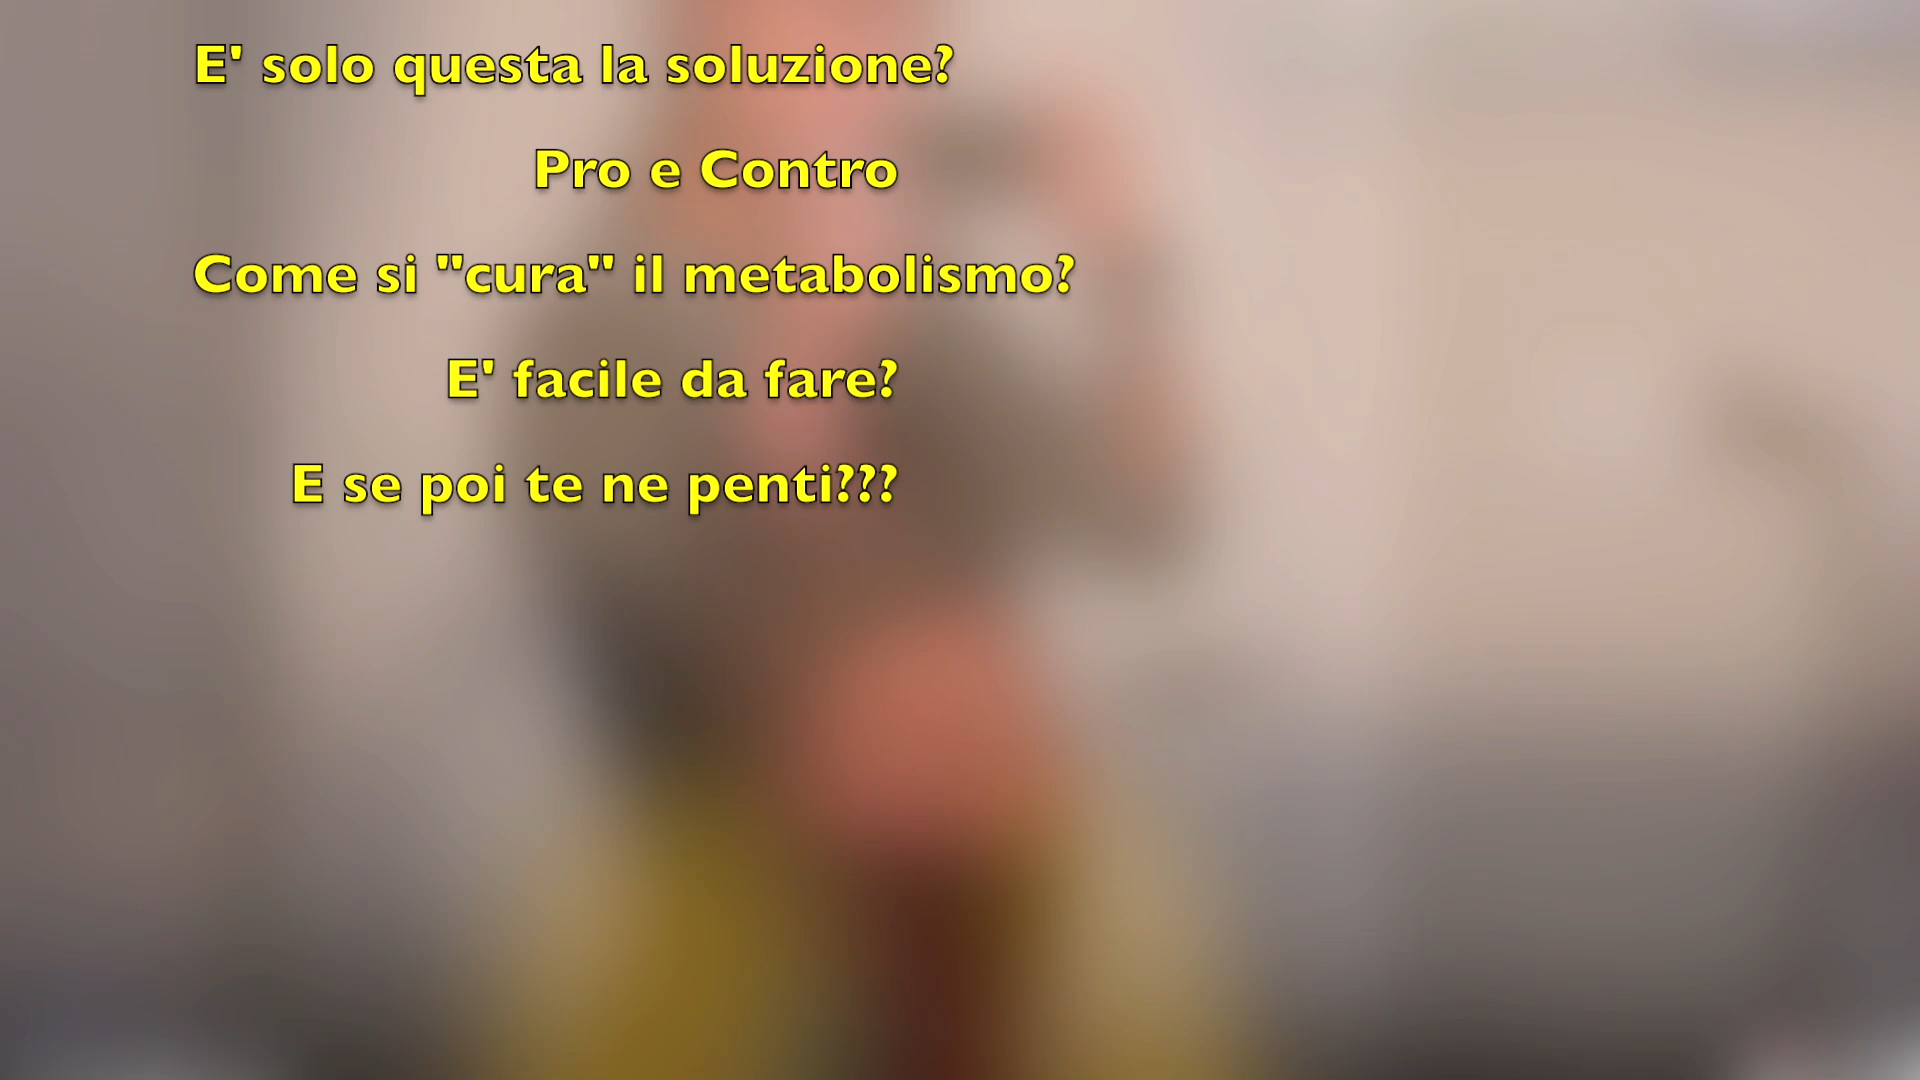 E' solo questa la soluzione?
Pro e Contro
Come si "cura" il metabolismo?
E' facile da fare?
E se poi te ne penti???